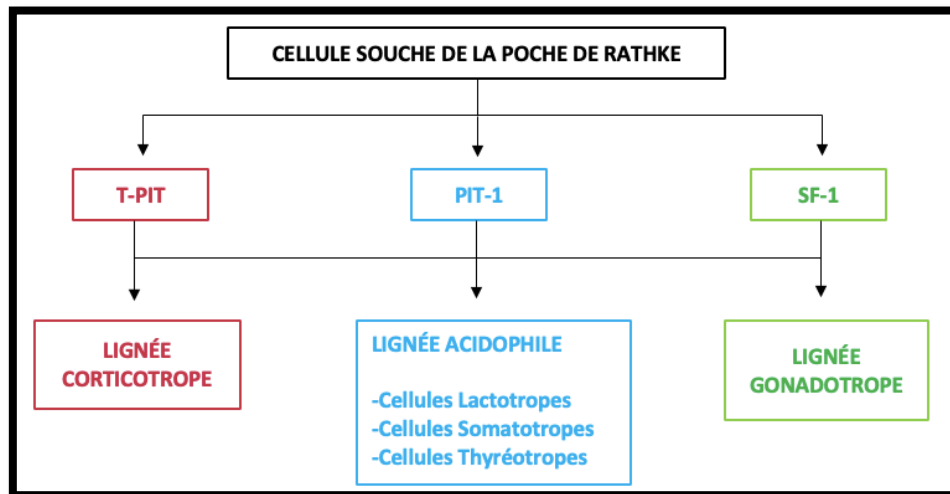 CELLULE SOUCHE DE LA POCHE DE RATHKE
T-PIT
PIT-1
SF-1
LIGNÉE
CORTICOTROPE
LIGNÉE ACIDOPHILE
-Cellules Lactotropes
-Cellules Somatotropes
-Cellules Thyréotropes
LIGNÉE
GONADOTROPE